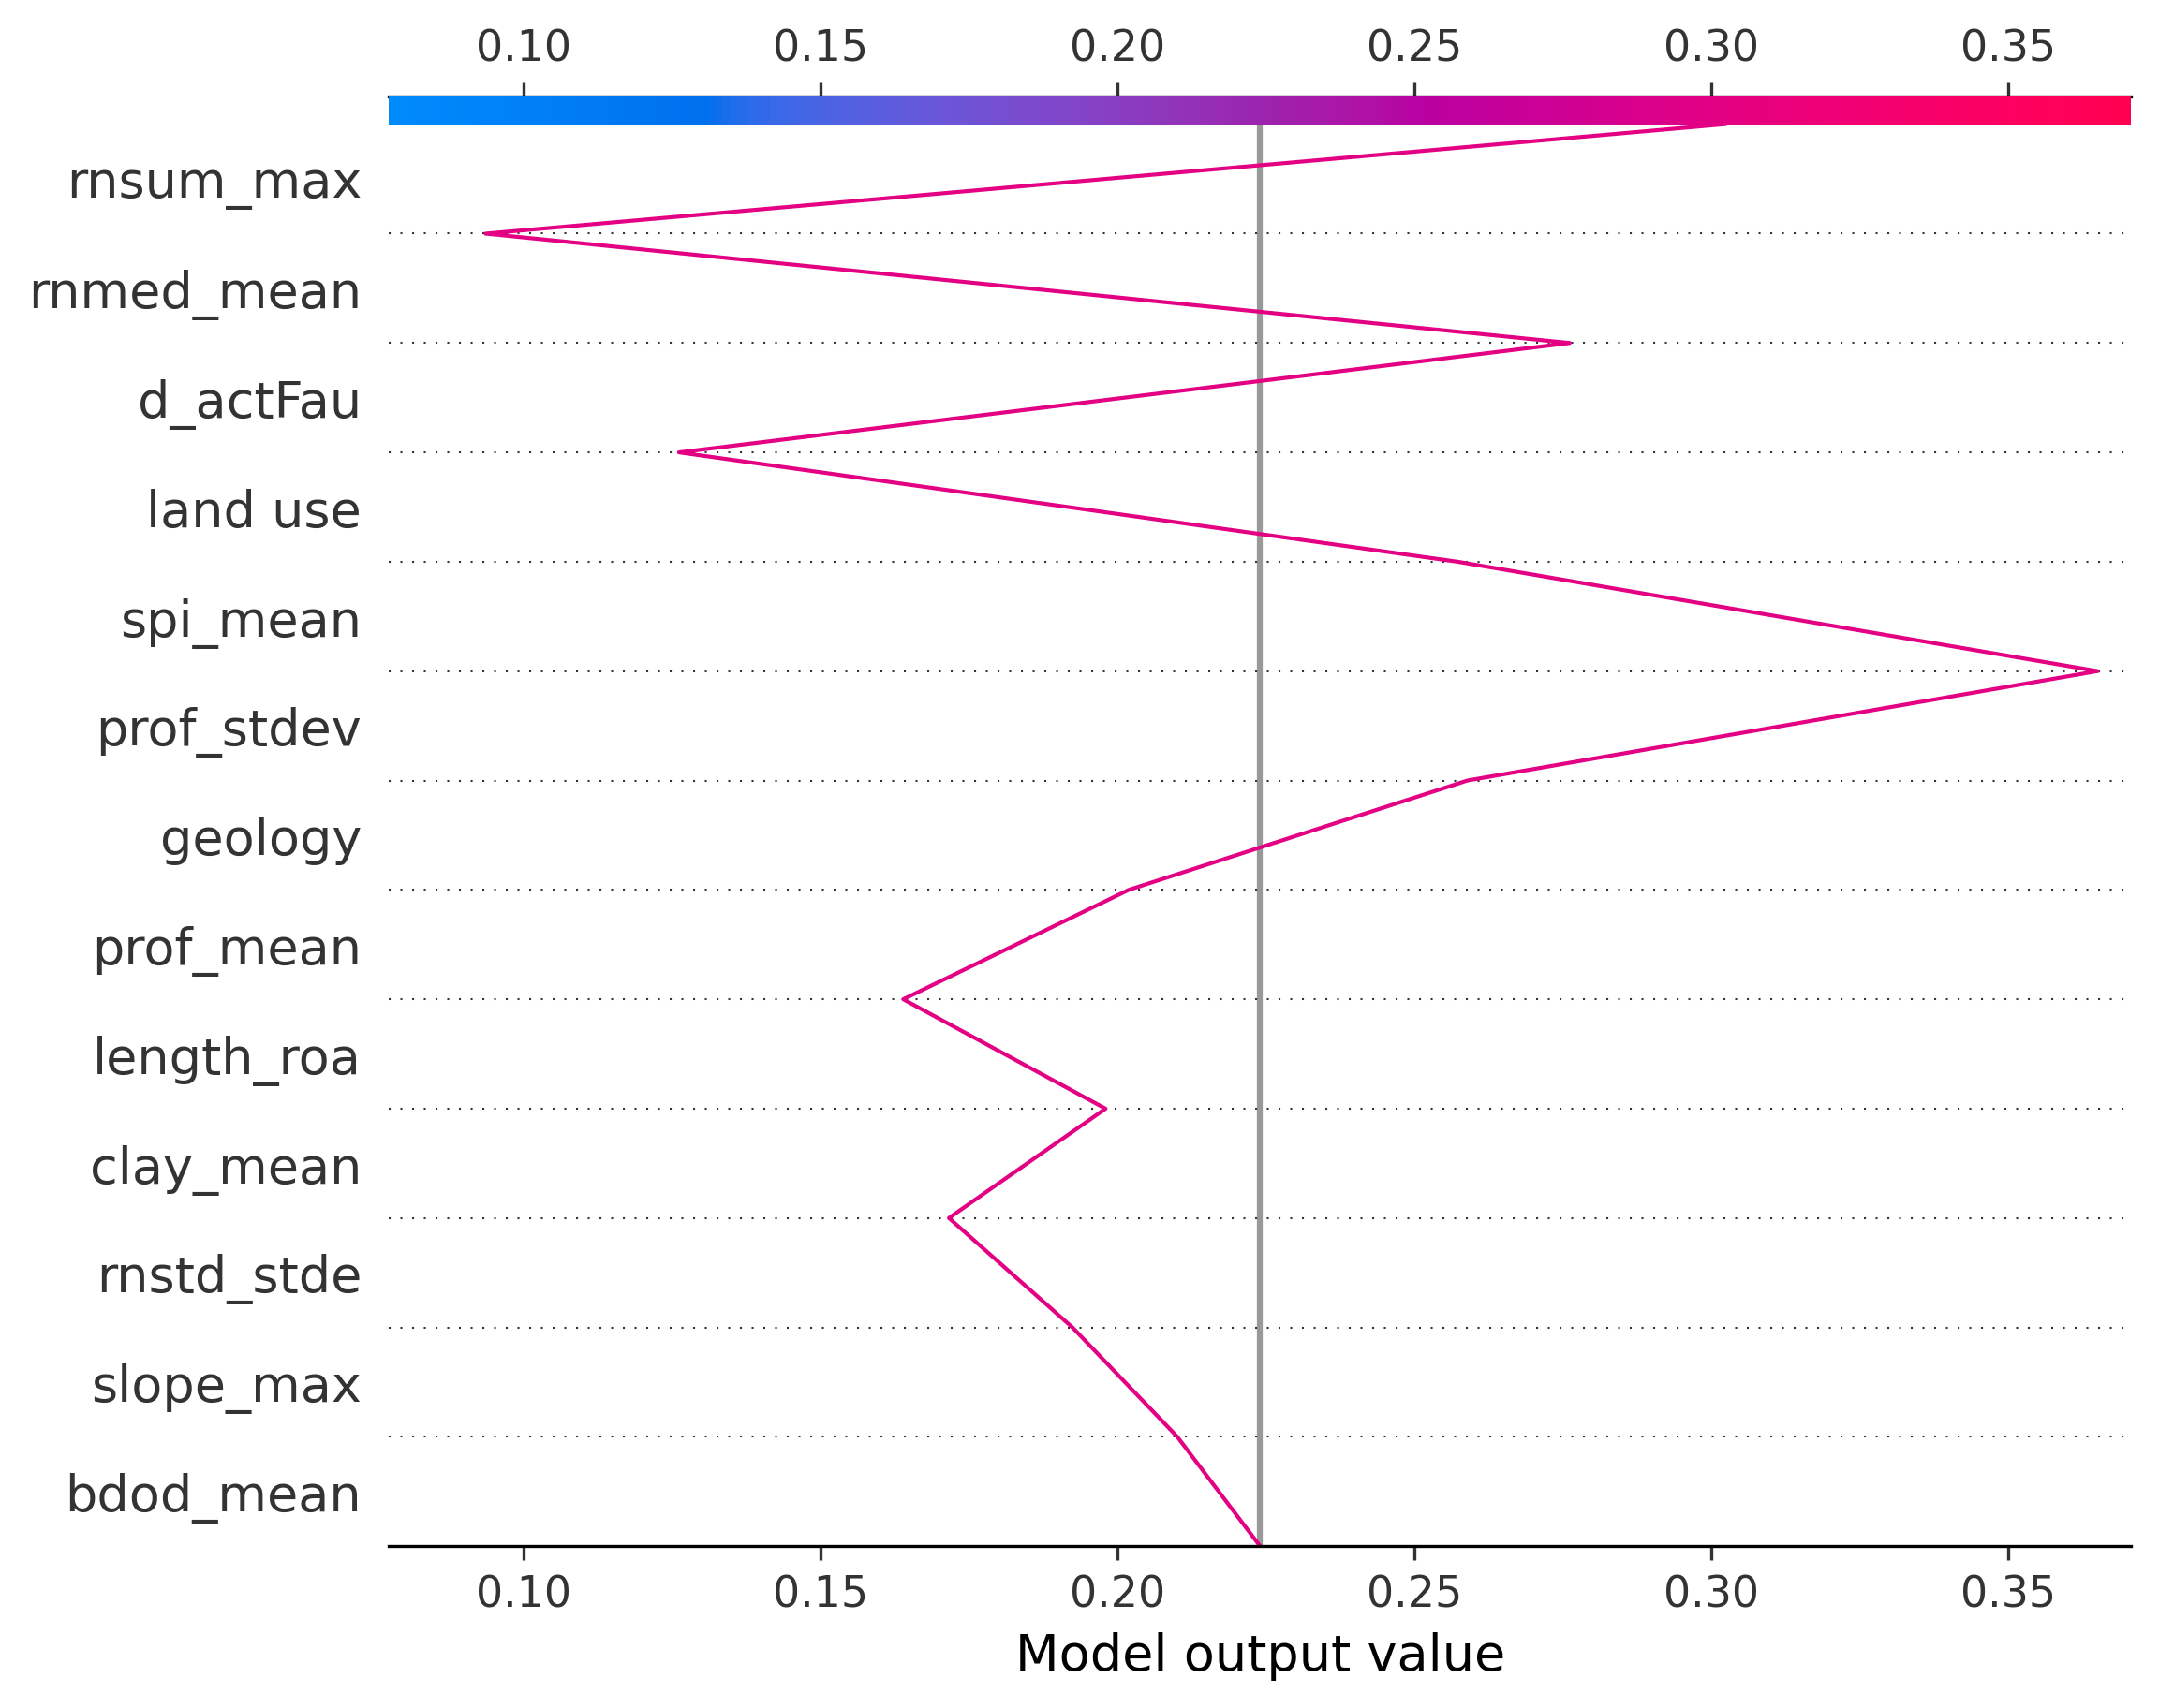 0.10 0.15 0.20 0.25 0.30 0.35
rnsum_max
rnmed_mean
d_actFau
land use
spi_mean
prof_stdev
geology
prof_mean
length_roa
clay_mean
rnstd_stde
slope_max
bdod_mean
0.10 0.15 0.20 0.25 0.30 0.35
Model output value